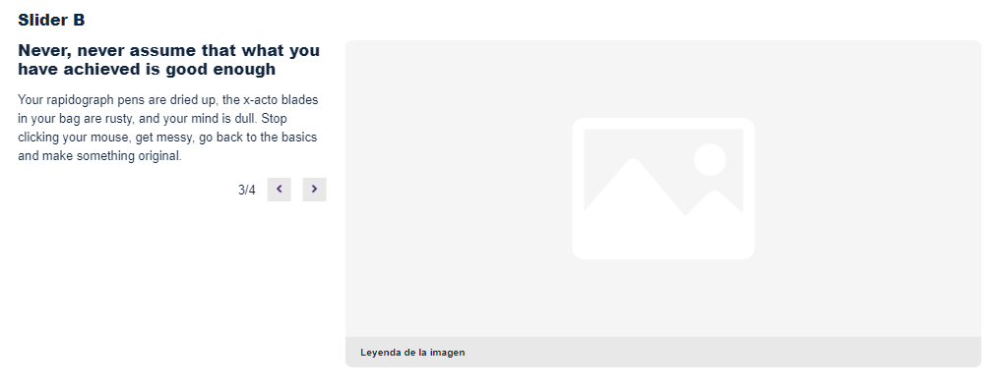 Slider B
Never, never assume that what you
have achieved is good enough
Your rapidograph pens are dried up, the x-acto blades
in your bag are rusty, and your mind is dull. Stop
clicking your mouse, get messy, go back to the basics
and make something original.
3/4
Leyenda de la imagen